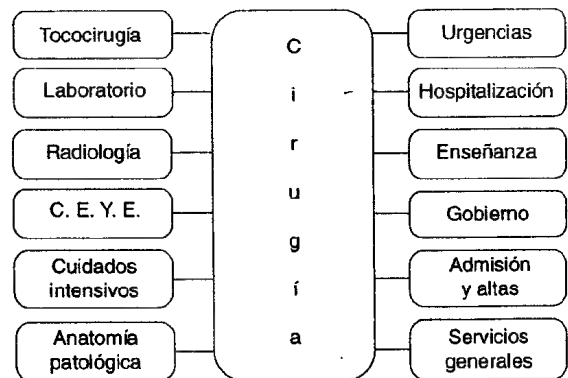 Tococirugía
Laboratorio
Radiología
C. E. Y. E.
Cuidados
intensivos
Anatomía
patológica
C
i
r
u
g
í
a
Urgencias
Hospitalización
Enseñanza
Gobierno
Admisión
y altas
Servicios
generales